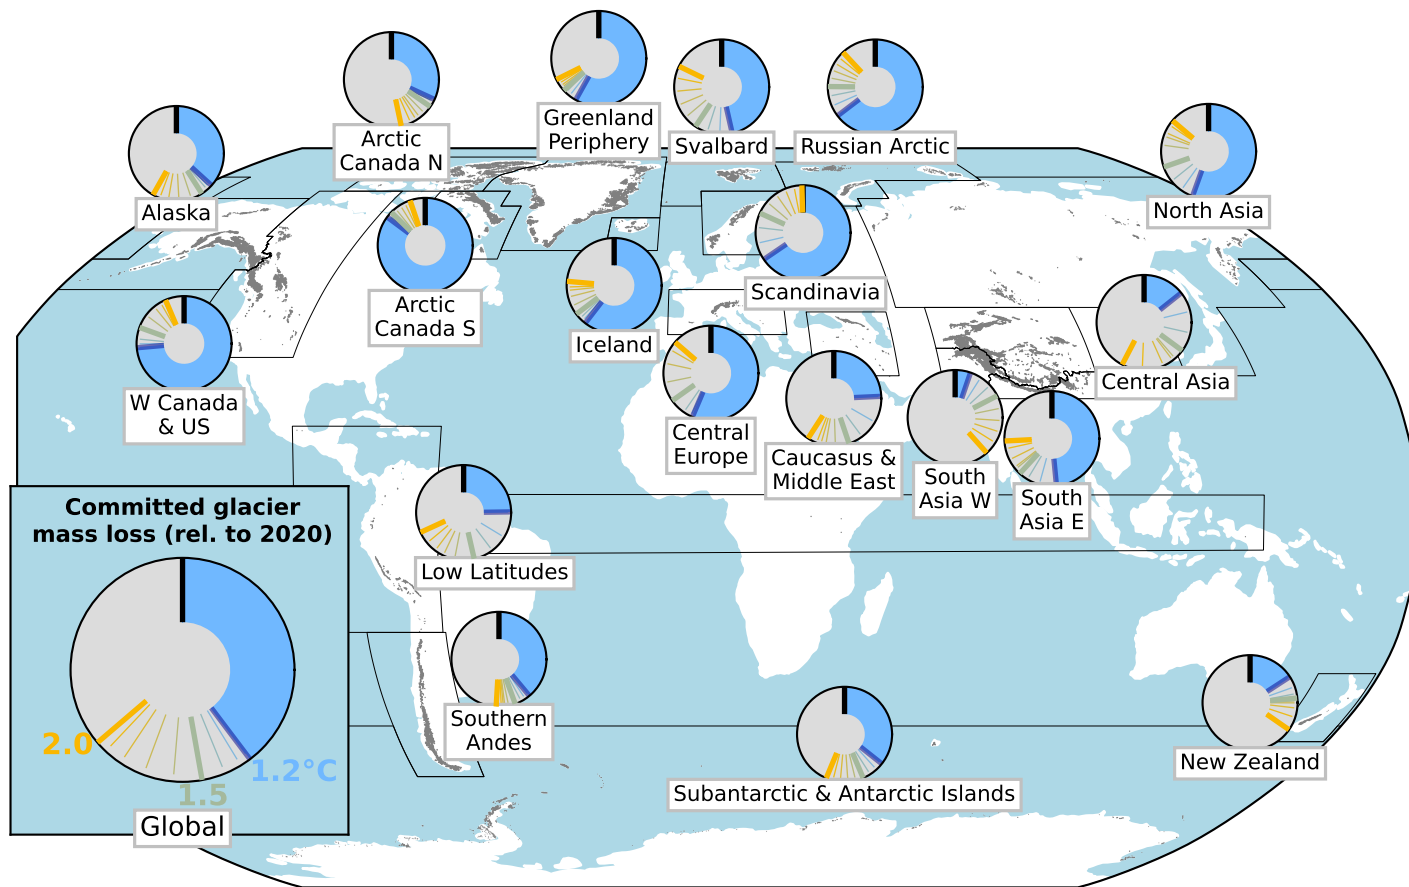 Arctic
Canada N
Greenland
Periphery
Svalbard
Russian Arctic
Alaska
North Asia
Arctic
Canada S
Iceland
Scandinavia
Central Asia
W Canada
& US
Central
Europe
Caucasus &
Middle East
South
Asia W
South
Asia E
Committed glacier
mass loss (rel. to 2020)
2.0
1.2°C
1.5
Global
Low Latitudes
Southern
Andes
Subantarctic & Antarctic Islands
New Zealand